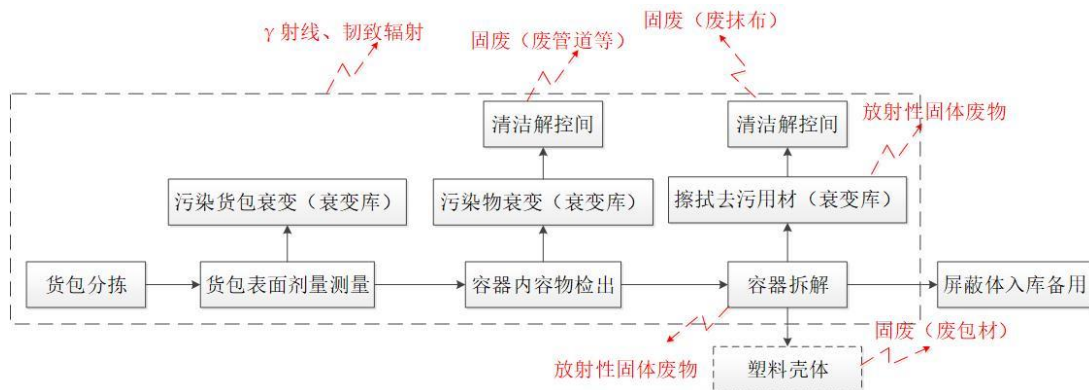 γ射线、韧致辐射
固废（废管道等）
固废（废抹布）
清洁解控间
清洁解控间
放射性固体废物
污染货包衰变（衰变库）
污染物衰变（衰变库）
擦拭去污用材（衰变库）
货包分拣
货包表面剂量测量
容器内容物检出
容器拆解
屏蔽体入库备用
放射性固体废物
塑料壳体
固废（废包材）